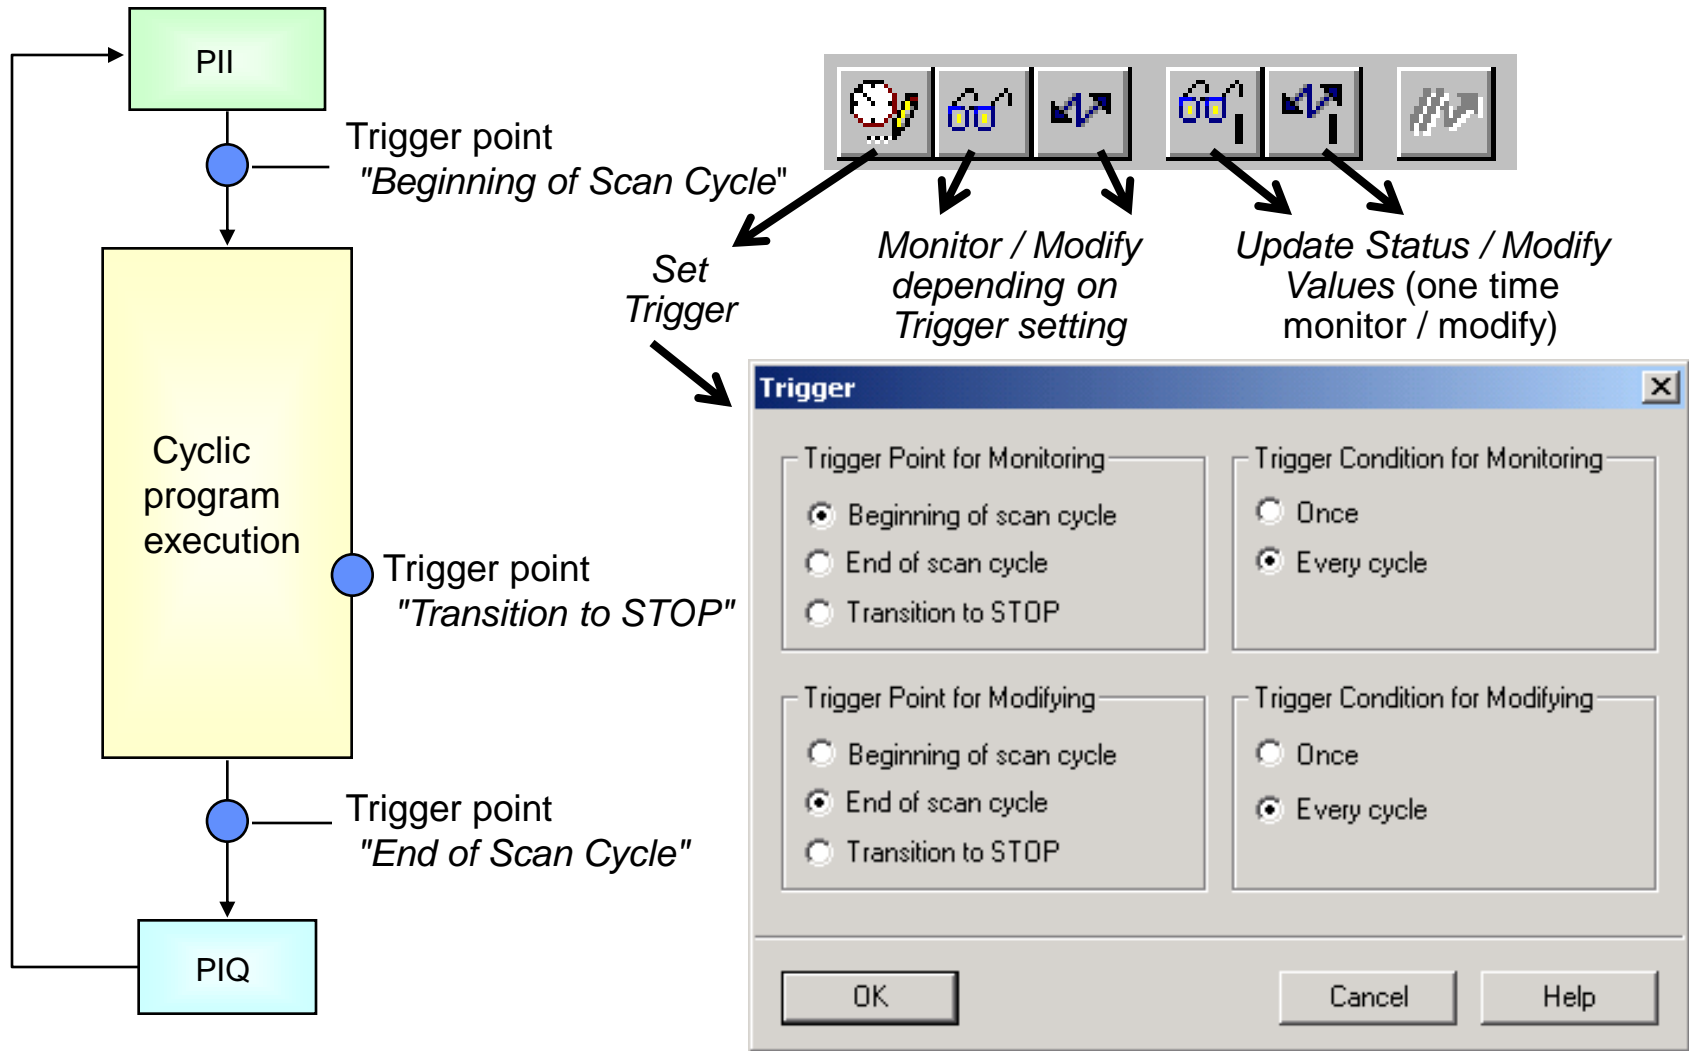 PII
Trigger point
"Beginning of Scan Cycle"
Cyclic
program
execution
Trigger point
"Transition to STOP"
Trigger point
"End of Scan Cycle"
PIQ
Set
Trigger
Monitor / Modify
depending on
Trigger setting
Update Status / Modify
Values (one time
monitor / modify)
Trigger
Trigger Point for Monitoring
Beginning of scan cycle
End of scan cycle
Transition to STOP
Trigger Condition for Monitoring
Once
Every cycle
Trigger Point for Modifying
Beginning of scan cycle
End of scan cycle
Transition to STOP
Trigger Condition for Modifying
Once
Every cycle
OK
Cancel
Help